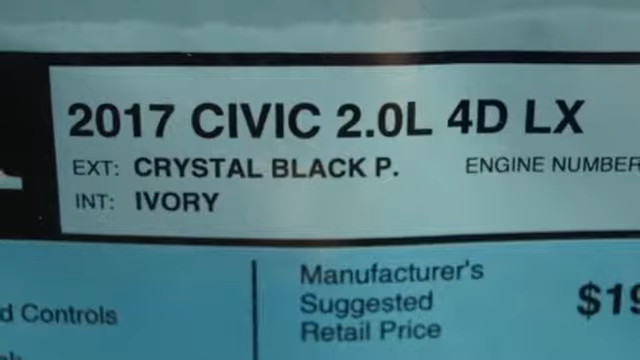 2017 CIVIC 2.0L 4D LX
EXT: CRYSTAL BLACK P. ENGINE NUMBER
INT: IVORY
Manufacturer's
Suggested
Retail Price
$19
Controls